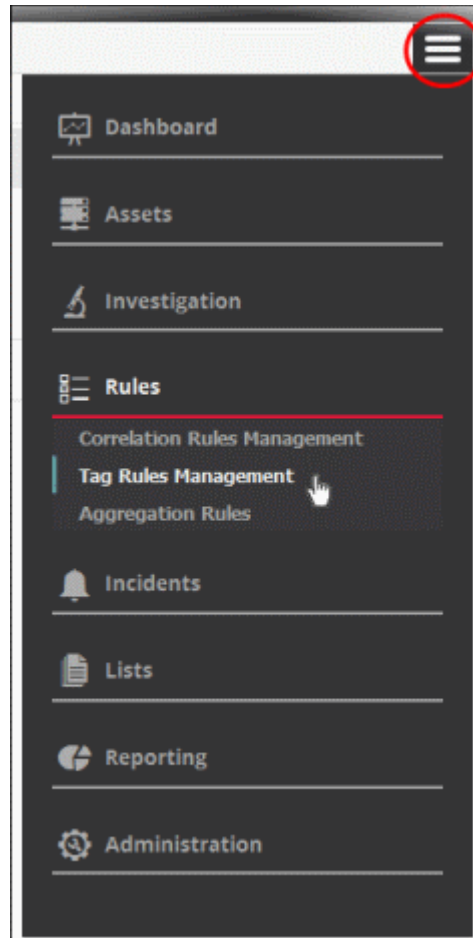 Dashboard
Assets
Investigation
Rules
Correlation Rules Management
Tag Rules Management
Aggregation Rules
Incidents
Lists
Reporting
Administration